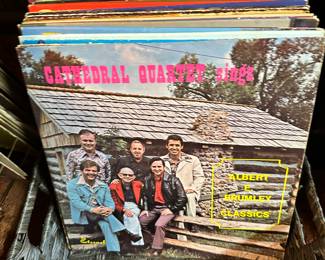 CATHEDRAL QUARTET sings
ALBERT
E.
BRUMLEY
CLASSICS